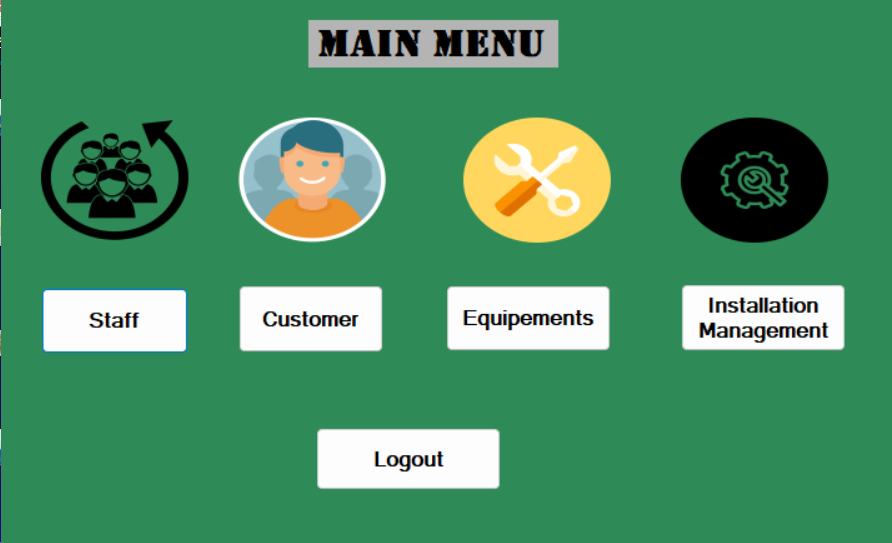 MAIN MENU
Staff
Customer
Equipements
Installation
Management
Logout